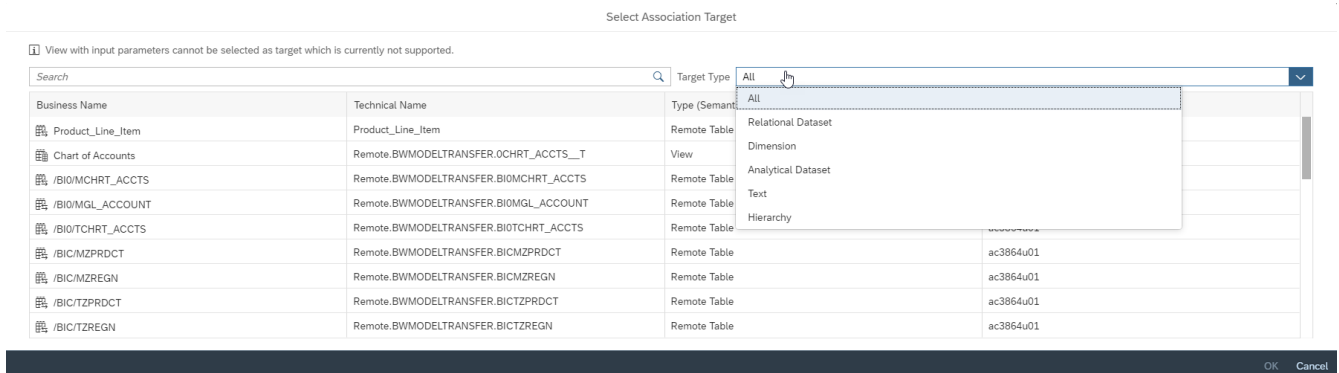 Select Association Target
View with input parameters cannot be selected as target which is currently not supported.
Search Target Type All
Business Name Technical Name Type (Semant All
Relational Dataset
Product_Line_Item Product_Line_Item Remote Table
Dimension
Chart of Accounts Remote.BWMODELTRANSFER.0CHRT_ACCTS__T View
Analytical Dataset
/BI0/MCHRT_ACCTS Remote.BWMODELTRANSFER.BI0MCHRT_ACCTS Remote Table
Text
/BI0/MGL_ACCOUNT Remote.BWMODELTRANSFER.BI0MGL_ACCOUNT Remote Table
Hierarchy
/BI0/TCHRT_ACCTS Remote.BWMODELTRANSFER.BI0TCHRT_ACCTS Remote Table
/BIC/MZPRDCT Remote.BWMODELTRANSFER.BICMZPRDCT Remote Table ac3864u01
/BIC/MZREGN Remote.BWMODELTRANSFER.BICMZREGN Remote Table ac3864u01
/BIC/TZPRDCT Remote.BWMODELTRANSFER.BICTZPRDCT Remote Table ac3864u01
/BIC/TZREGN Remote.BWMODELTRANSFER.BICTZREGN Remote Table ac3864u01
OK Cancel